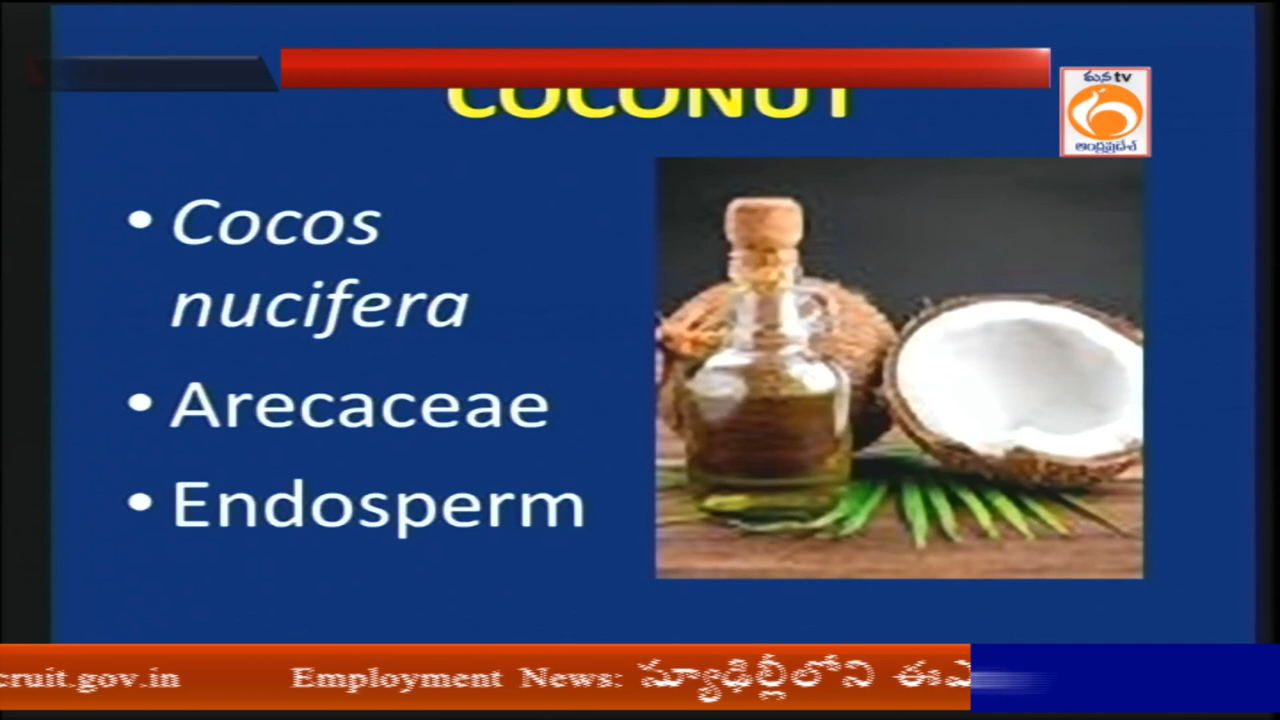 COCONUT
మన tv
ఆంధ్రప్రదేశ్
• Cocos
nucifera
• Arecaceae
• Endosperm
cruit.gov.in Employment News: న్యూఢిల్లీలోని